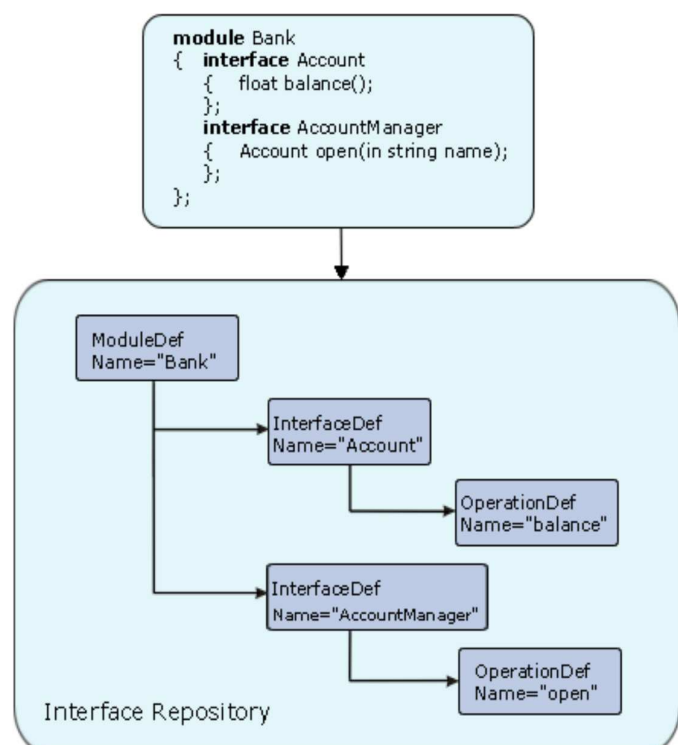 module Bank
{ interface Account
{ float balance();
};
interface AccountManager
{ Account open(in string name);
};
};
ModuleDef
Name="Bank"
InterfaceDef
Name="Account"
OperationDef
Name="balance"
InterfaceDef
Name="AccountManager"
OperationDef
Name="open"
Interface Repository